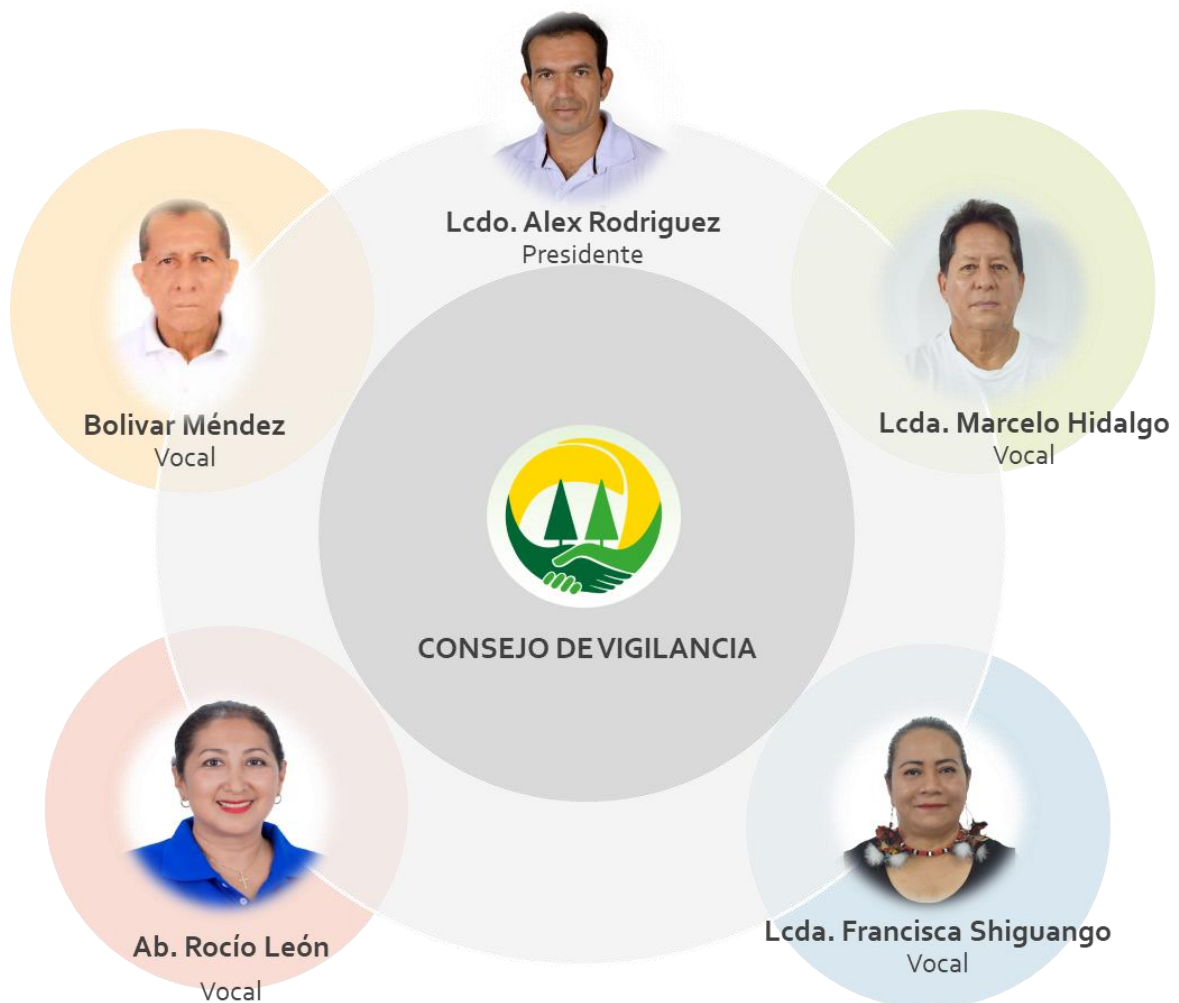 Lcdo. Alex Rodriguez
Presidente
Bolivar Méndez
Vocal
Lcda. Marcelo Hidalgo
Vocal
CONSEJO DE VIGILANCIA
Ab. Rocío León
Vocal
Lcda. Francisca Shiguango
Vocal